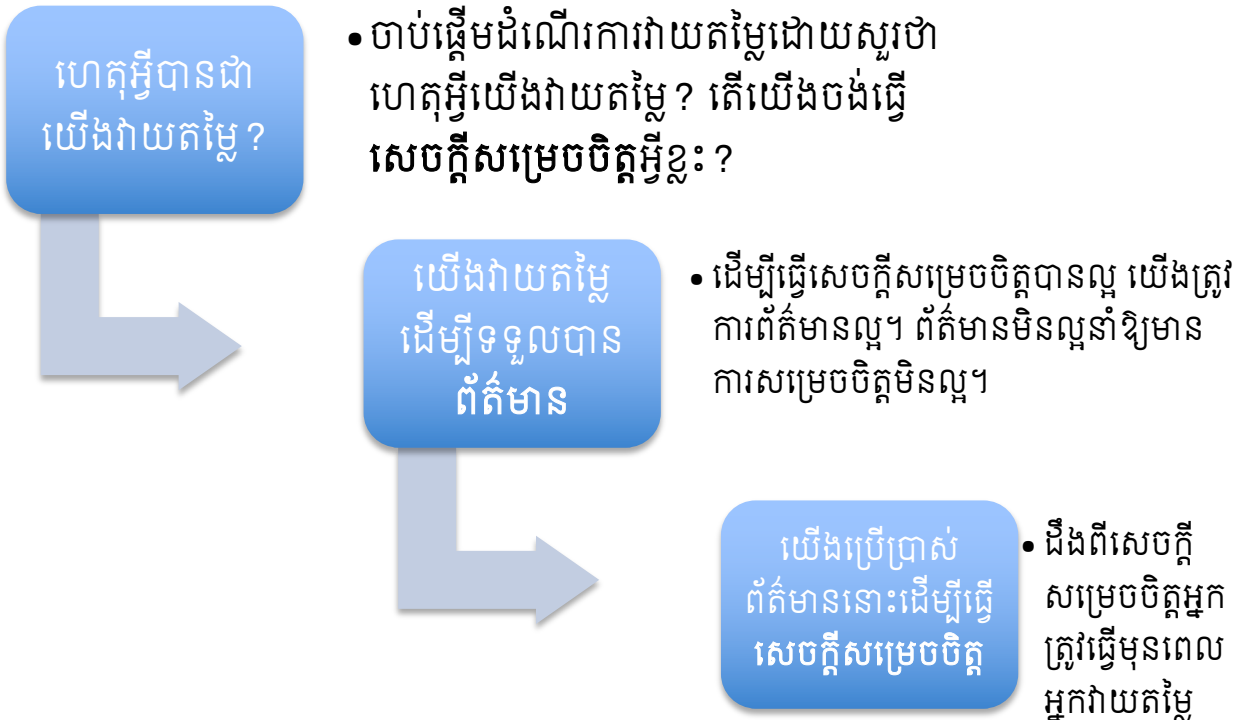 ហេតុអ្វីបានជា
យើងវាយតម្លៃ ?
• ចាប់ផ្ដើមដំណើរការវាយតម្លៃដោយសួរថា
ហេតុអ្វីយើងវាយតម្លៃ ? តើយើងចង់ធ្វើ
សេចក្ដីសម្រេចចិត្តអ្វីខ្លះ ?
យើងវាយតម្លៃ
ដើម្បីទទួលបាន
ព័ត៌មាន
• ដើម្បីធ្វើសេចក្ដីសម្រេចចិត្តបានល្អ យើងត្រូវ
ការព័ត៌មានល្អ។ ព័ត៌មានមិនល្អនាំឱ្យមាន
ការសម្រេចចិត្តមិនល្អ។
យើងប្រើប្រាស់
ព័ត៌មាននោះដើម្បីធ្វើ
សេចក្ដីសម្រេចចិត្ត
• ដឹងពីសេចក្ដី
សម្រេចចិត្តអ្នក
ត្រូវធ្វើមុនពេល
អ្នកវាយតម្លៃ